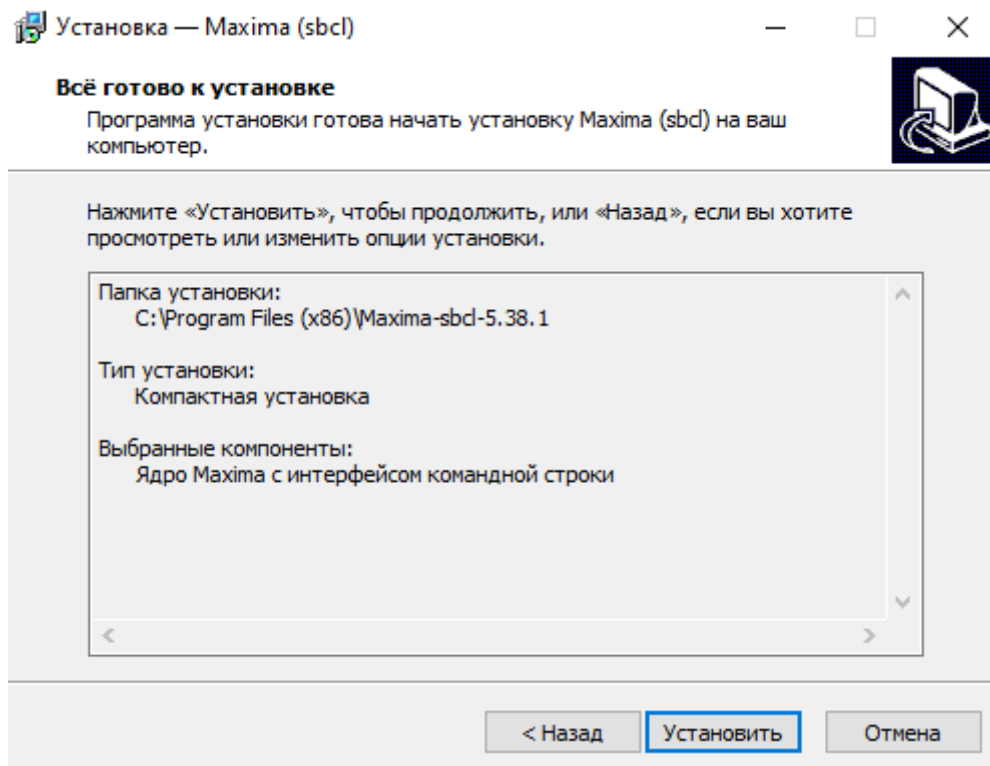 Установка — Maxima (sbcl)
Всё готово к установке
Программа установки готова начать установку Maxima (sbcl) на ваш
компьютер.
Нажмите «Установить», чтобы продолжить, или «Назад», если вы хотите
просмотреть или изменить опции установки.
Папка установки:
C:\Program Files (x86)\Maxima-sbcl-5.38.1
Тип установки:
Компактная установка
Выбранные компоненты:
Ядро Maxima с интерфейсом командной строки
< Назад
Установить
Отмена